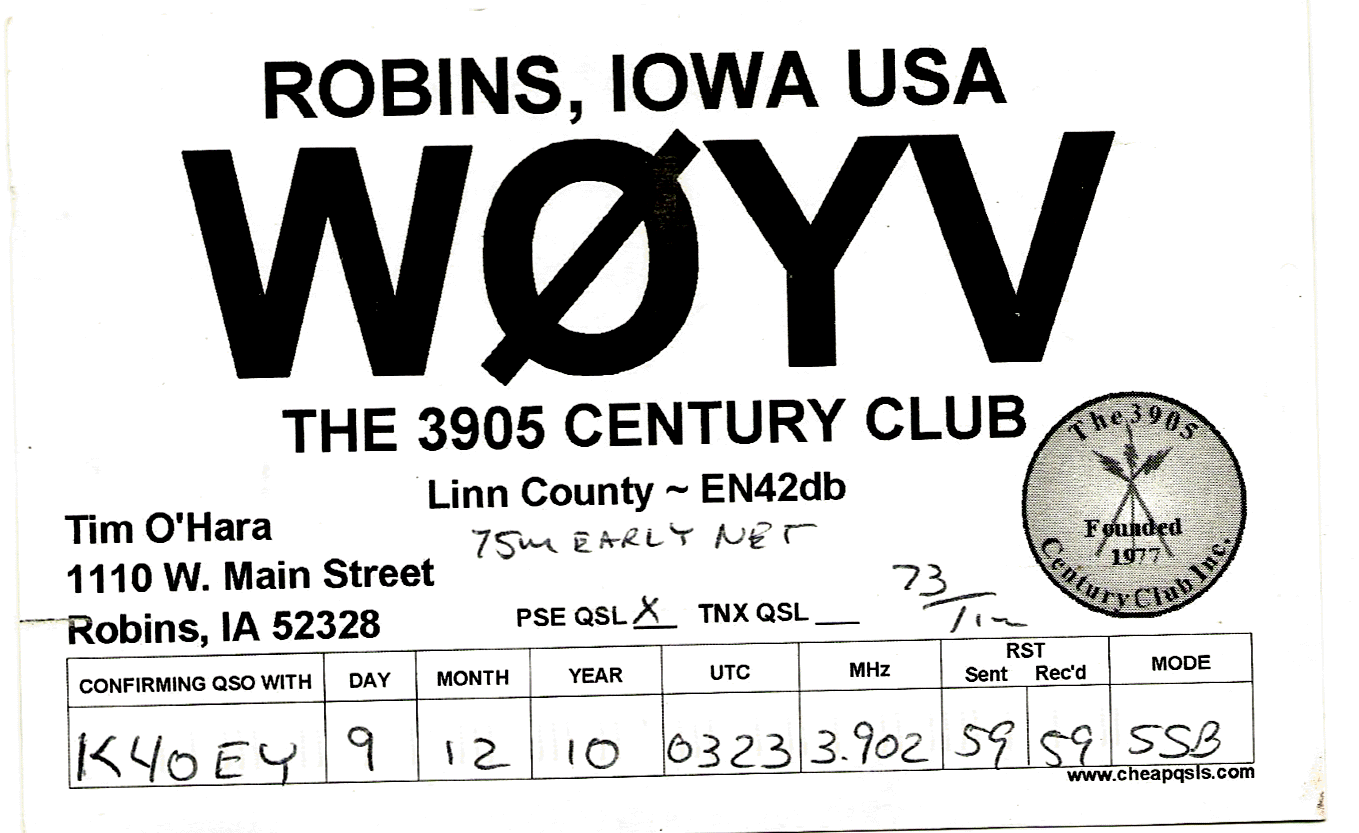 ROBINS, IOWA USA
WØYV
THE 3905 CENTURY CLUB
The 3905
Founded
1977
Century Club Inc.
Linn County ~ EN42db
75m EARLY NET
Tim O'Hara
1110 W. Main Street
Robins, IA 52328
73/Tim
PSE QSL X TNX QSL ___
CONFIRMING QSO WITH DAY MONTH YEAR UTC MHz RST Sent Rec'd MODE
K4OEY 9 12 10 0323 3.902 59 59 SSB
www.cheapqsls.com